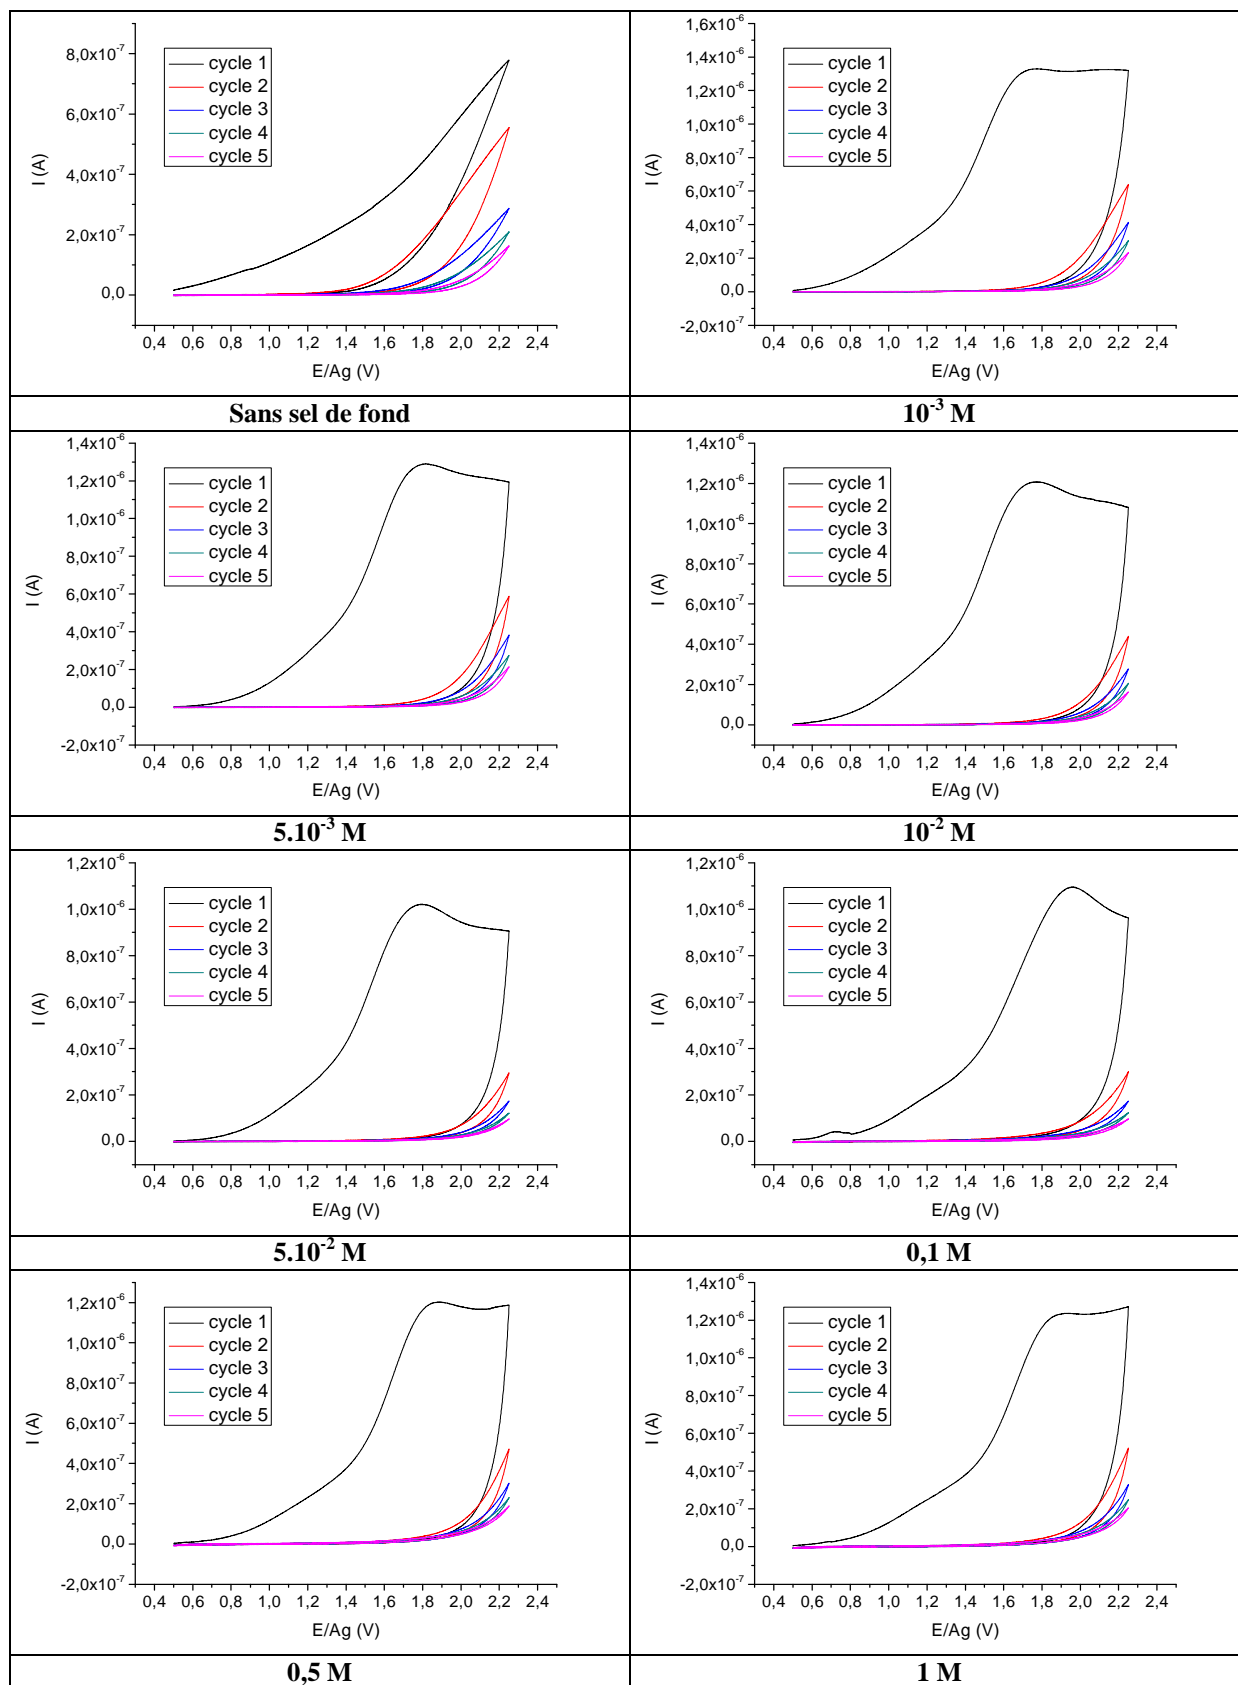 8,0x10-7
6,0x10-7
4,0x10-7
2,0x10-7
0,0
I (A)
cycle 1
cycle 2
cycle 3
cycle 4
cycle 5
0,4 0,6 0,8 1,0 1,2 1,4 1,6 1,8 2,0 2,2 2,4
E/Ag (V)
Sans sel de fond
1,6x10-6
1,4x10-6
1,2x10-6
1,0x10-6
8,0x10-7
6,0x10-7
4,0x10-7
2,0x10-7
0,0
-2,0x10-7
I (A)
cycle 1
cycle 2
cycle 3
cycle 4
cycle 5
0,4 0,6 0,8 1,0 1,2 1,4 1,6 1,8 2,0 2,2 2,4
E/Ag (V)
10-3 M
1,4x10-6
1,2x10-6
1,0x10-6
8,0x10-7
6,0x10-7
4,0x10-7
2,0x10-7
0,0
-2,0x10-7
I (A)
cycle 1
cycle 2
cycle 3
cycle 4
cycle 5
0,4 0,6 0,8 1,0 1,2 1,4 1,6 1,8 2,0 2,2 2,4
E/Ag (V)
5.10-3 M
1,4x10-6
1,2x10-6
1,0x10-6
8,0x10-7
6,0x10-7
4,0x10-7
2,0x10-7
0,0
I (A)
cycle 1
cycle 2
cycle 3
cycle 4
cycle 5
0,4 0,6 0,8 1,0 1,2 1,4 1,6 1,8 2,0 2,2 2,4
E/Ag (V)
10-2 M
1,2x10-6
1,0x10-6
8,0x10-7
6,0x10-7
4,0x10-7
2,0x10-7
0,0
I (A)
cycle 1
cycle 2
cycle 3
cycle 4
cycle 5
0,4 0,6 0,8 1,0 1,2 1,4 1,6 1,8 2,0 2,2 2,4
E/Ag (V)
5.10-2 M
1,2x10-6
1,0x10-6
8,0x10-7
6,0x10-7
4,0x10-7
2,0x10-7
0,0
I (A)
cycle 1
cycle 2
cycle 3
cycle 4
cycle 5
0,4 0,6 0,8 1,0 1,2 1,4 1,6 1,8 2,0 2,2 2,4
E/Ag (V)
0,1 M
1,2x10-6
1,0x10-6
8,0x10-7
6,0x10-7
4,0x10-7
2,0x10-7
0,0
-2,0x10-7
I (A)
cycle 1
cycle 2
cycle 3
cycle 4
cycle 5
0,4 0,6 0,8 1,0 1,2 1,4 1,6 1,8 2,0 2,2 2,4
E/Ag (V)
0,5 M
1,4x10-6
1,2x10-6
1,0x10-6
8,0x10-7
6,0x10-7
4,0x10-7
2,0x10-7
0,0
-2,0x10-7
I (A)
cycle 1
cycle 2
cycle 3
cycle 4
cycle 5
0,4 0,6 0,8 1,0 1,2 1,4 1,6 1,8 2,0 2,2 2,4
E/Ag (V)
1 M